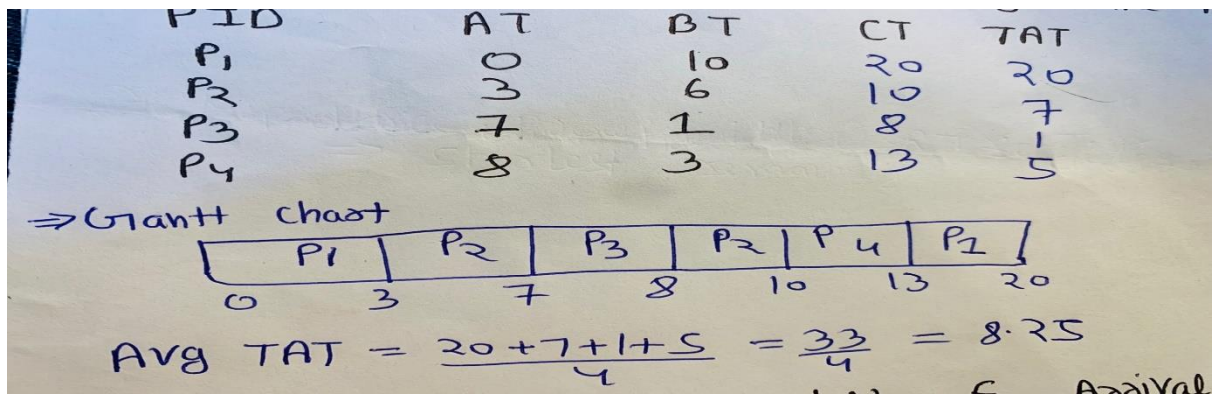 PID AT BT CT TAT
P1 0 10 20 20
P2 3 6 10 7
P3 7 1 8 1
P4 8 3 13 5
⇒ Gantt chart
P1 P2 P3 P2 P4 P1
0 3 7 8 10 13 20
Avg TAT = 20+7+1+5/4 = 33/4 = 8.25
Arrival